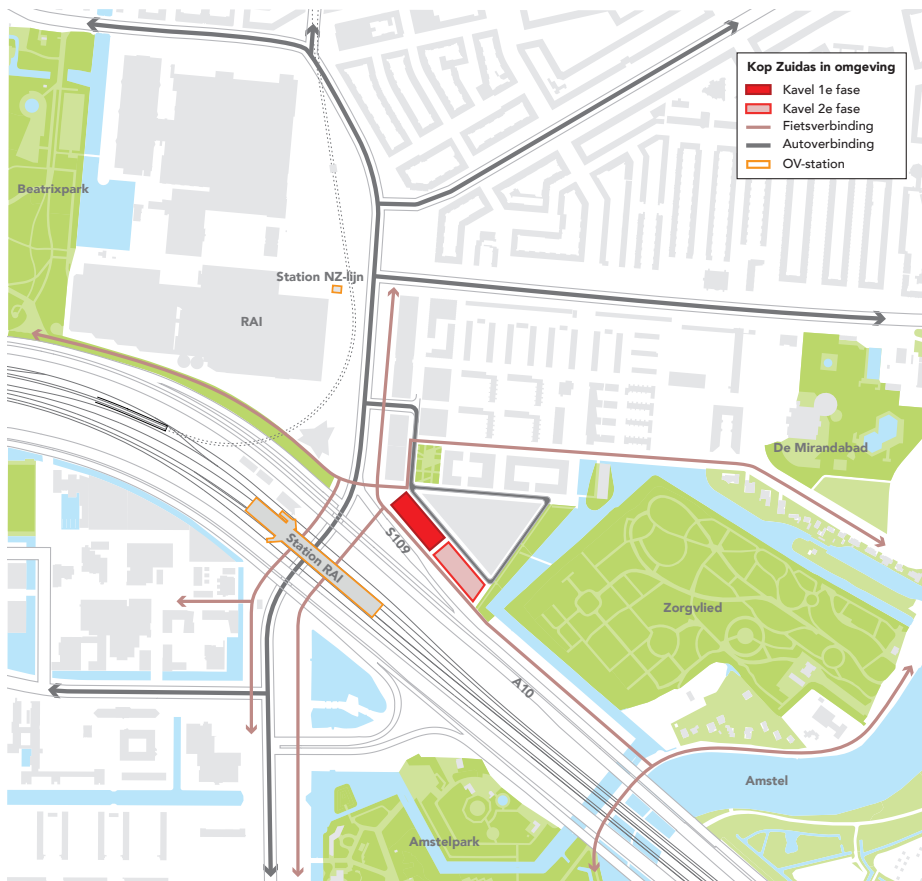 Kop Zuidas in omgeving
Kavel 1e fase
Kavel 2e fase
Fietsverbinding
Autoverbinding
OV-station
Beatrixpark
Station NZ-lijn
RAI
De Mirandabad
S109
Station RAI
Zorgvlied
A10
Amstel
Amstelpark